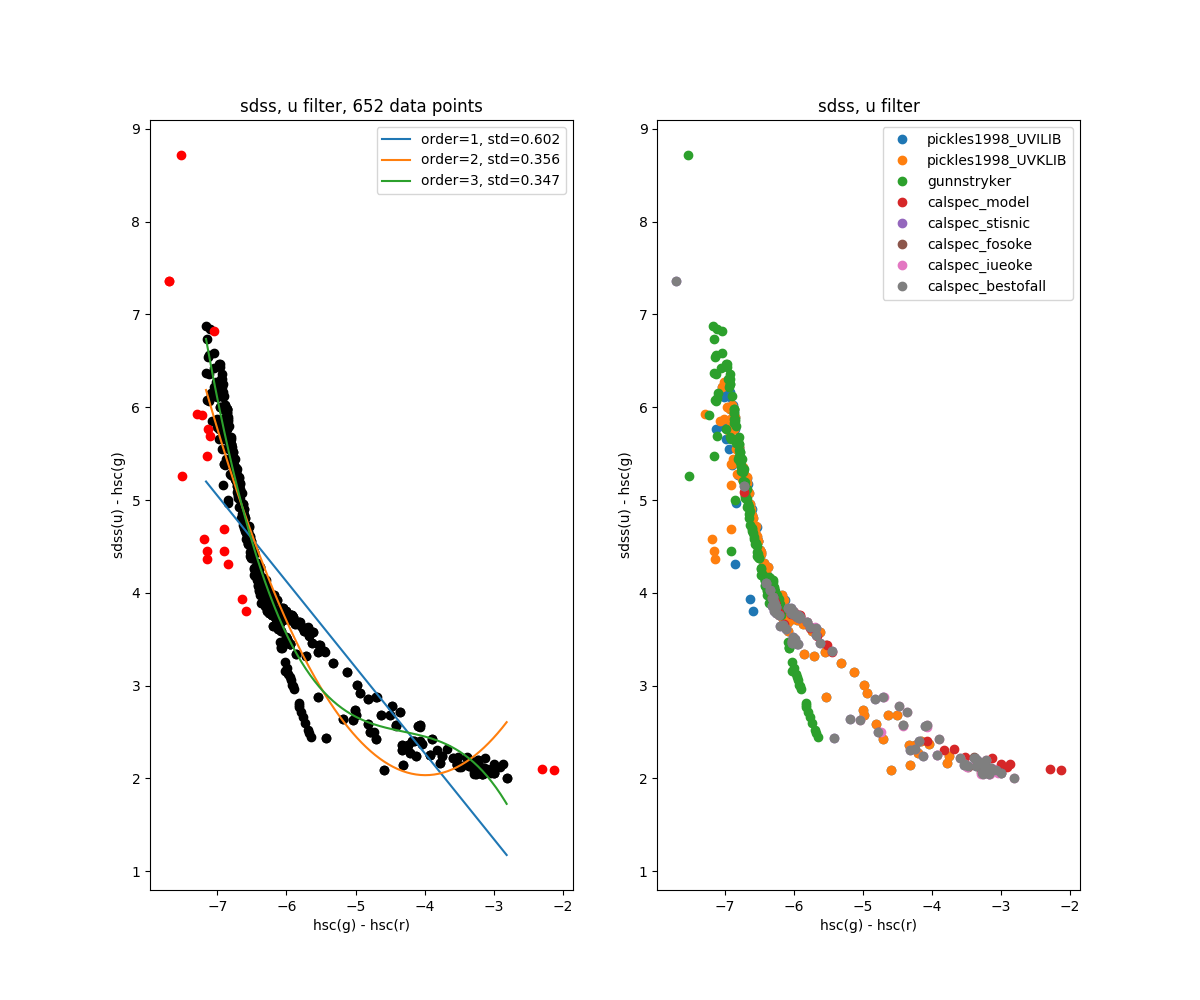 sdss, u filter, 652 data points
order=1, std=0.602
order=2, std=0.356
order=3, std=0.347
sdss(u) - hsc(g)
9
8
7
6
5
4
3
2
1
−7
−6
−5
−4
−3
−2
hsc(g) - hsc(r)
sdss, u filter
pickles1998_UVILIB
pickles1998_UVKLIB
gunnstryker
calspec_model
calspec_stisnic
calspec_fosoke
calspec_iueoke
calspec_bestofall
sdss(u) - hsc(g)
9
8
7
6
5
4
3
2
1
−7
−6
−5
−4
−3
−2
hsc(g) - hsc(r)